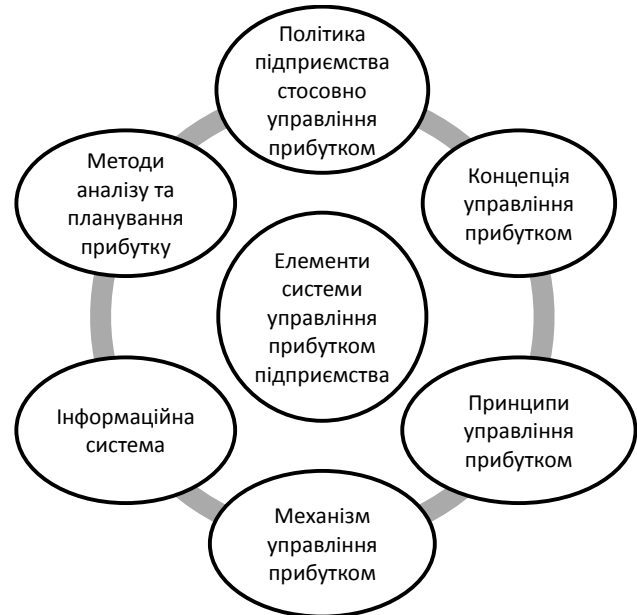 Політика
підприємства
стосовно
управління
прибутком
Концепція
управління
прибутком
Принципи
управління
прибутком
Механізм
управління
прибутком
Інформаційна
система
Методи
аналізу та
планування
прибутку
Елементи
системи
управління
прибутком
підприємства